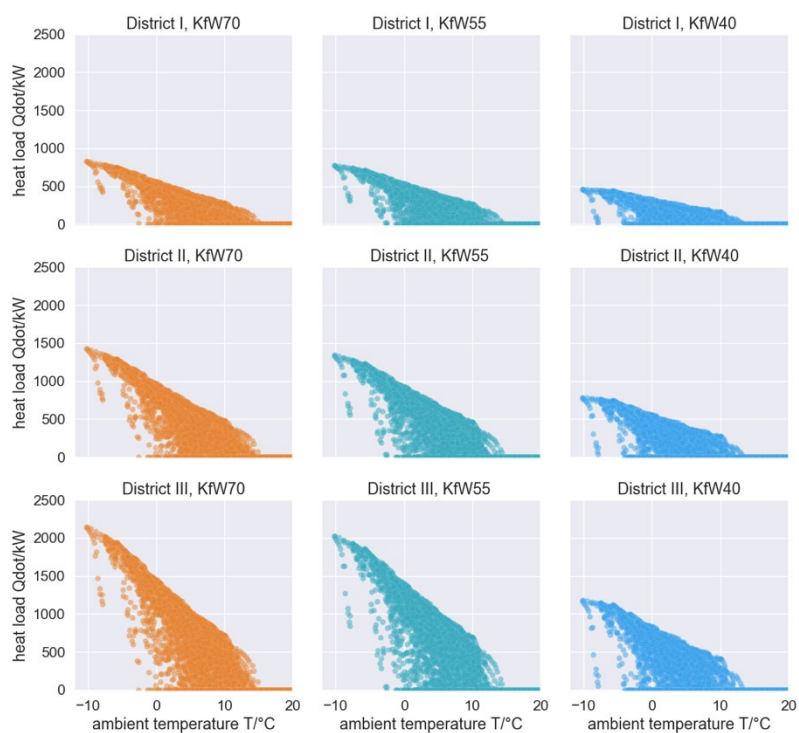 District I, KfW70
District I, KfW55
District I, KfW40
2500
2000
1500
1000
500
0
heat load Qdot/kW
District II, KfW70
District II, KfW55
District II, KfW40
2500
2000
1500
1000
500
0
heat load Qdot/kW
District III, KfW70
District III, KfW55
District III, KfW40
2500
2000
1500
1000
500
0
heat load Qdot/kW
−10 0 10 20
−10 0 10 20
−10 0 10 20
ambient temperature T/°C
ambient temperature T/°C
ambient temperature T/°C